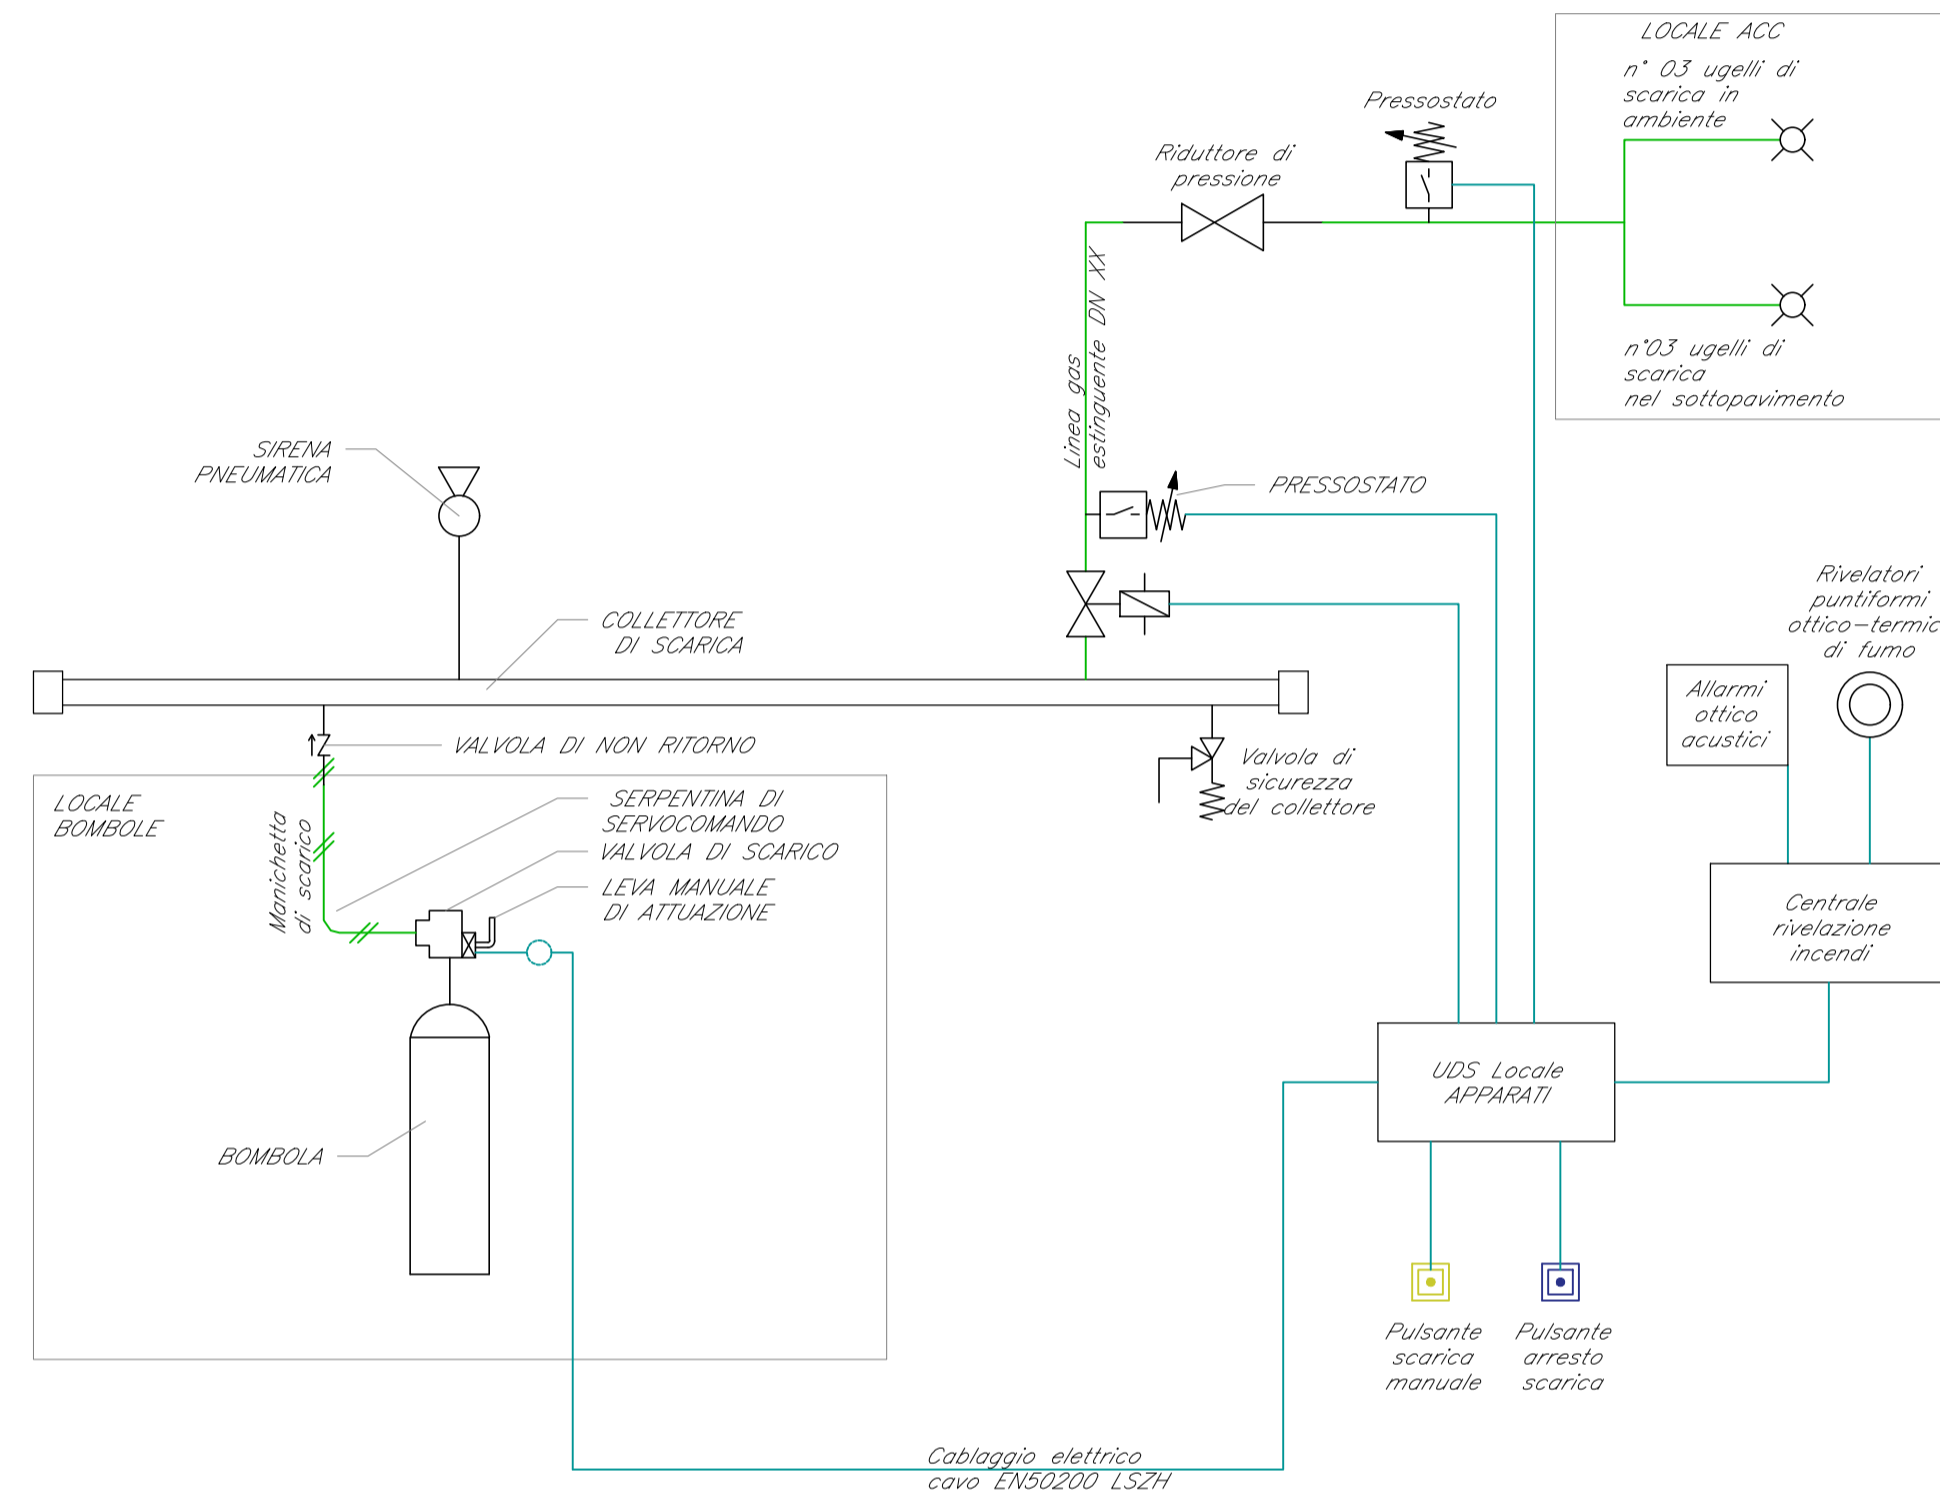 LOCALE ACC
n° 03 ugelli di
scarica in
ambiente
Pressostato
Riduttore di
pressione
Linea gas
estinguente DN XX
n°03 ugelli di
scarica
nel sottopavimento
SIRENA
PNEUMATICA
PRESSOSTATO
Rivelatori
puntiformi
ottico-termic
di fumo
COLLETTORE
DI SCARICA
Allarmi
ottico
acustici
VALVOLA DI NON RITORNO
Valvola di
sicurezza
del collettore
LOCALE
BOMBOLE
Manichetta
di scarico
SERPENTINA DI
SERVOCOMANDO
VALVOLA DI SCARICO
LEVA MANUALE
DI ATTUAZIONE
Centrale
rivelazione
incendi
UDS Locale
APPARATI
BOMBOLA
Pulsante
scarica
manuale
Pulsante
arresto
scarica
Cablaggio elettrico
cavo EN50200 LSZH